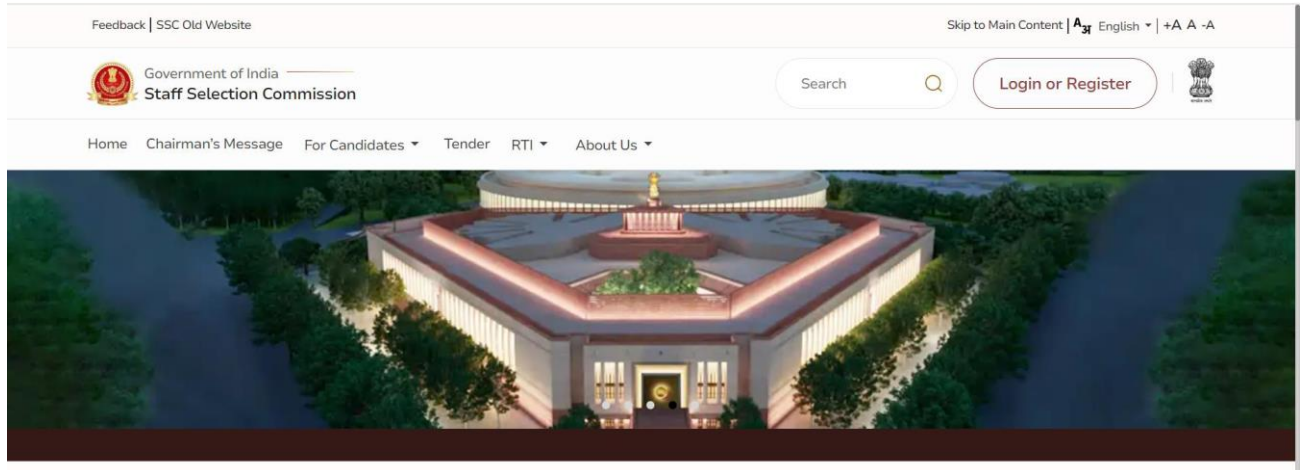 Feedback | SSC Old Website
Skip to Main Content | Aअ English | +A A -A
Government of India
Staff Selection Commission
Search
Login or Register
Home Chairman's Message For Candidates Tender RTI About Us